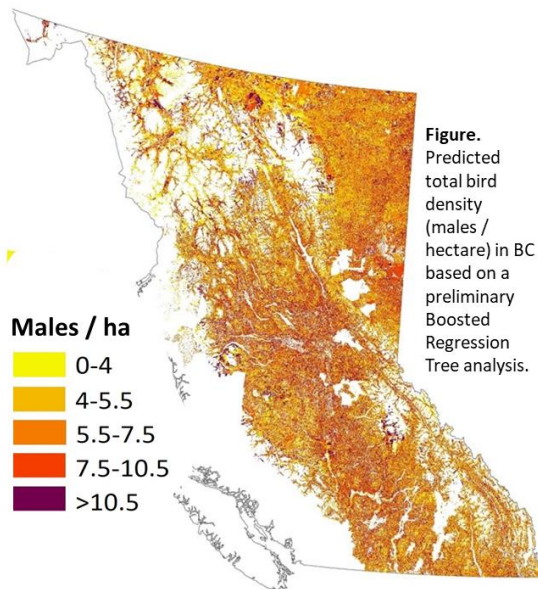 Figure.
Predicted
total bird
density
(males /
hectare) in BC
based on a
preliminary
Boosted
Regression
Tree analysis.
Males / ha
0-4
4-5.5
5.5-7.5
7.5-10.5
>10.5